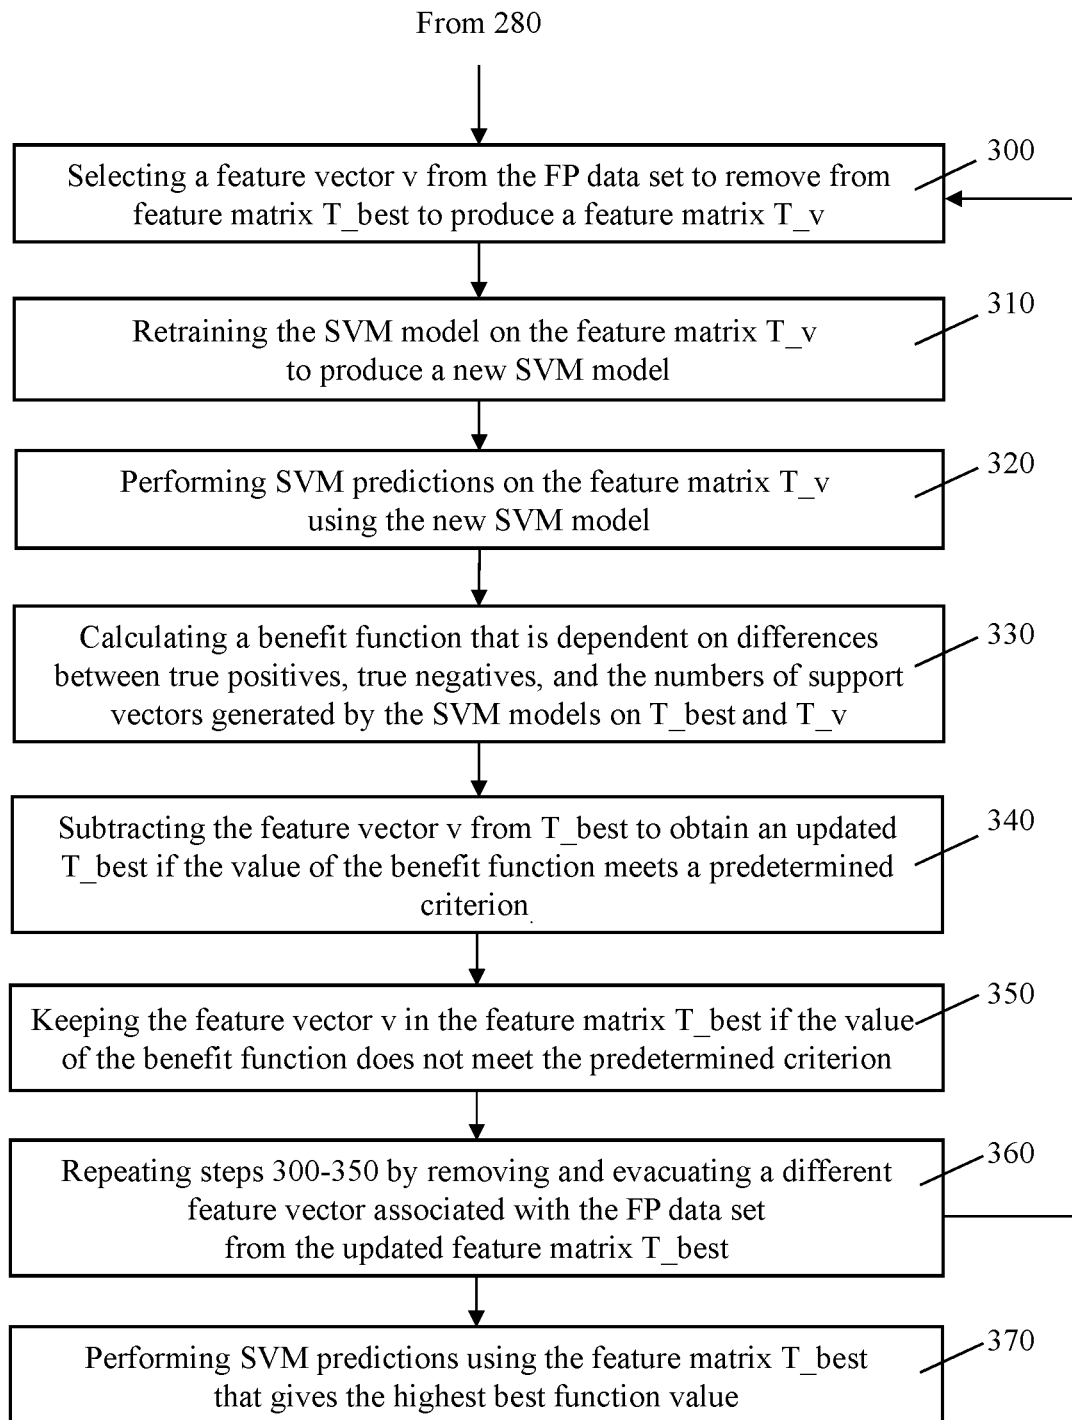 From 280
300
Selecting a feature vector v from the FP data set to remove from
feature matrix T_best to produce a feature matrix T_v
310
Retraining the SVM model on the feature matrix T_v
to produce a new SVM model
320
Performing SVM predictions on the feature matrix T_v
using the new SVM model
330
Calculating a benefit function that is dependent on differences
between true positives, true negatives, and the numbers of support
vectors generated by the SVM models on T_best and T_v
340
Subtracting the feature vector v from T_best to obtain an updated
T_best if the value of the benefit function meets a predetermined
criterion.
350
Keeping the feature vector v in the feature matrix T_best if the value
of the benefit function does not meet the predetermined criterion
360
Repeating steps 300-350 by removing and evacuating a different
feature vector associated with the FP data set
from the updated feature matrix T_best
370
Performing SVM predictions using the feature matrix T_best
that gives the highest best function value